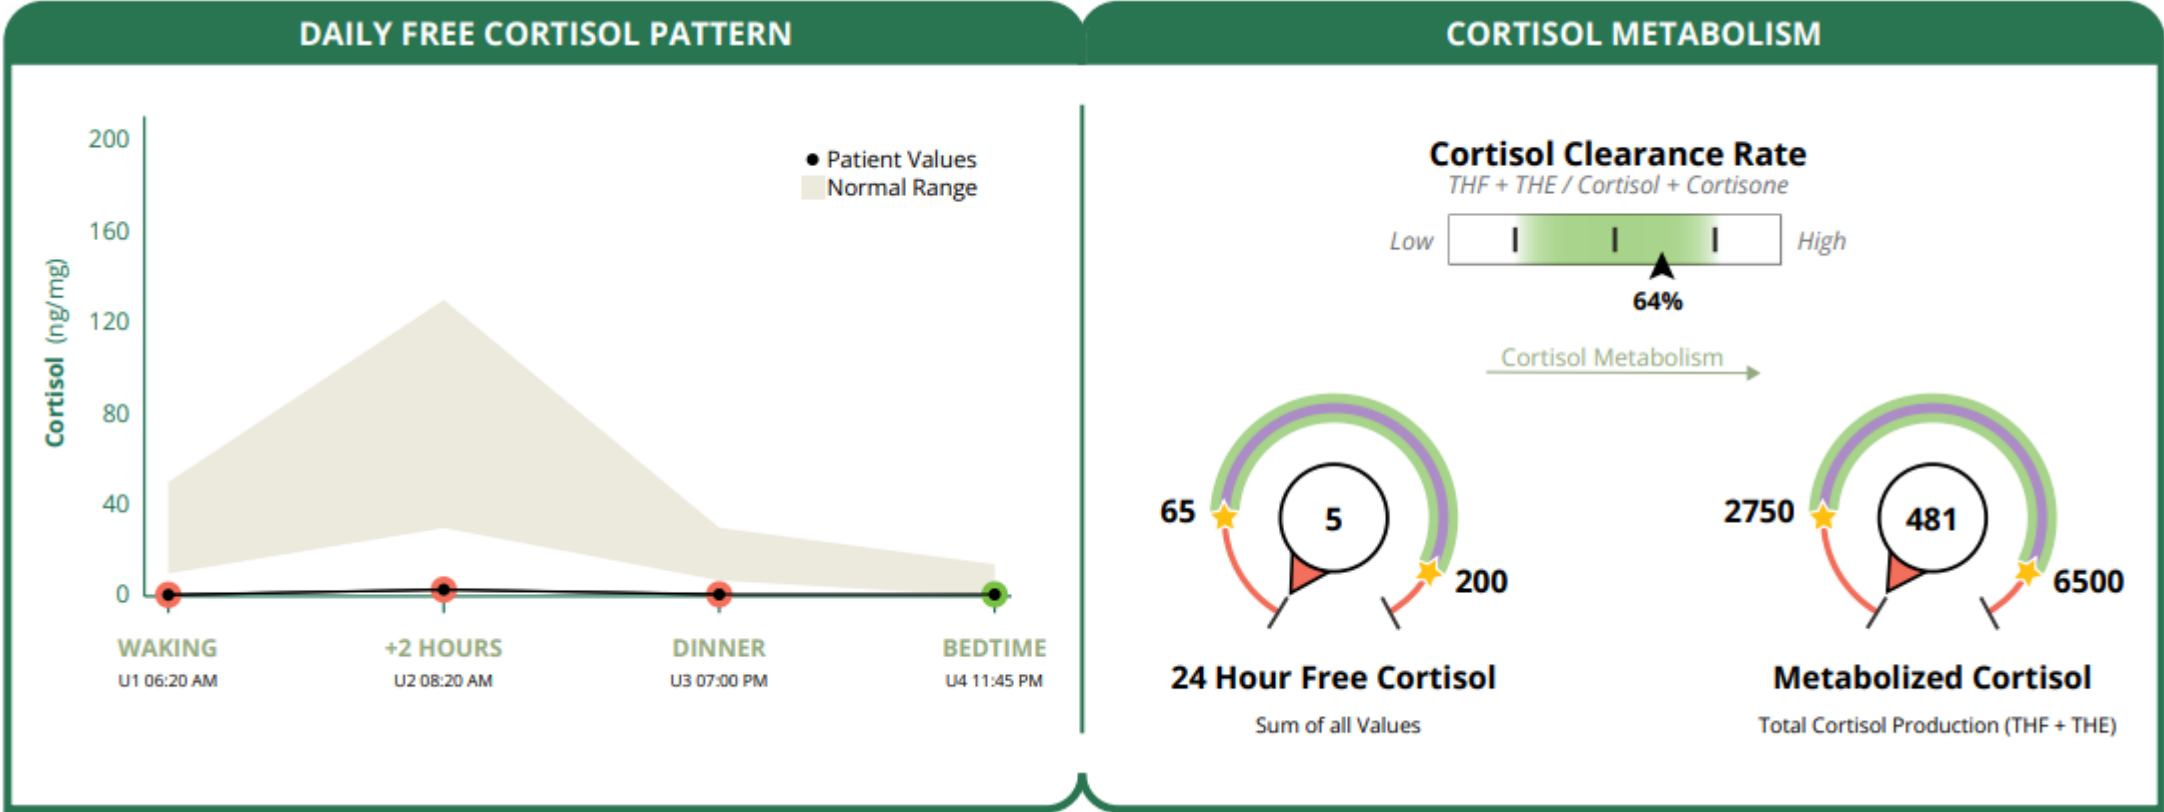 DAILY FREE CORTISOL PATTERN
Cortisol (ng/mg)
200
160
120
80
40
0
Patient Values
Normal Range
WAKING
U1 06:20 AM
+2 HOURS
U2 08:20 AM
DINNER
U3 07:00 PM
BEDTIME
U4 11:45 PM
CORTISOL METABOLISM
Cortisol Clearance Rate
THF + THE / Cortisol + Cortisone
Low
High
64%
Cortisol Metabolism
65
5
200
24 Hour Free Cortisol
Sum of all Values
2750
481
6500
Metabolized Cortisol
Total Cortisol Production (THF + THE)